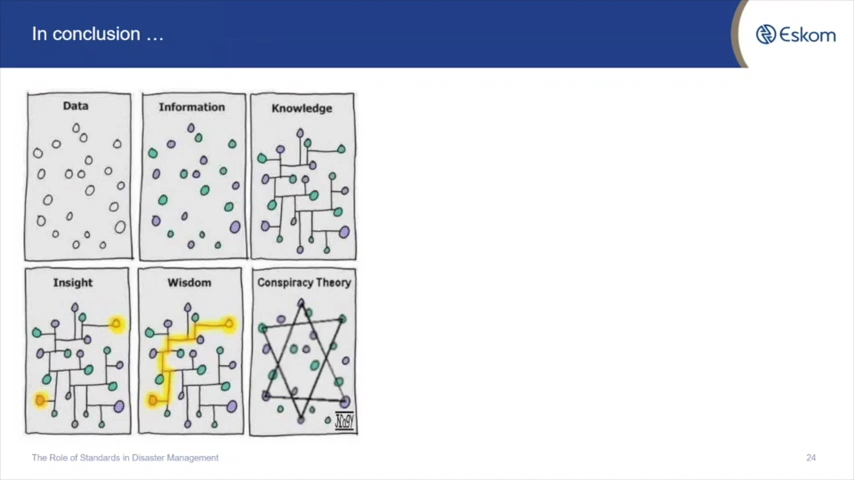 In conclusion …
Eskom
Data
Information
Knowledge
Insight
Wisdom
Conspiracy Theory
The Role of Standards in Disaster Management
24